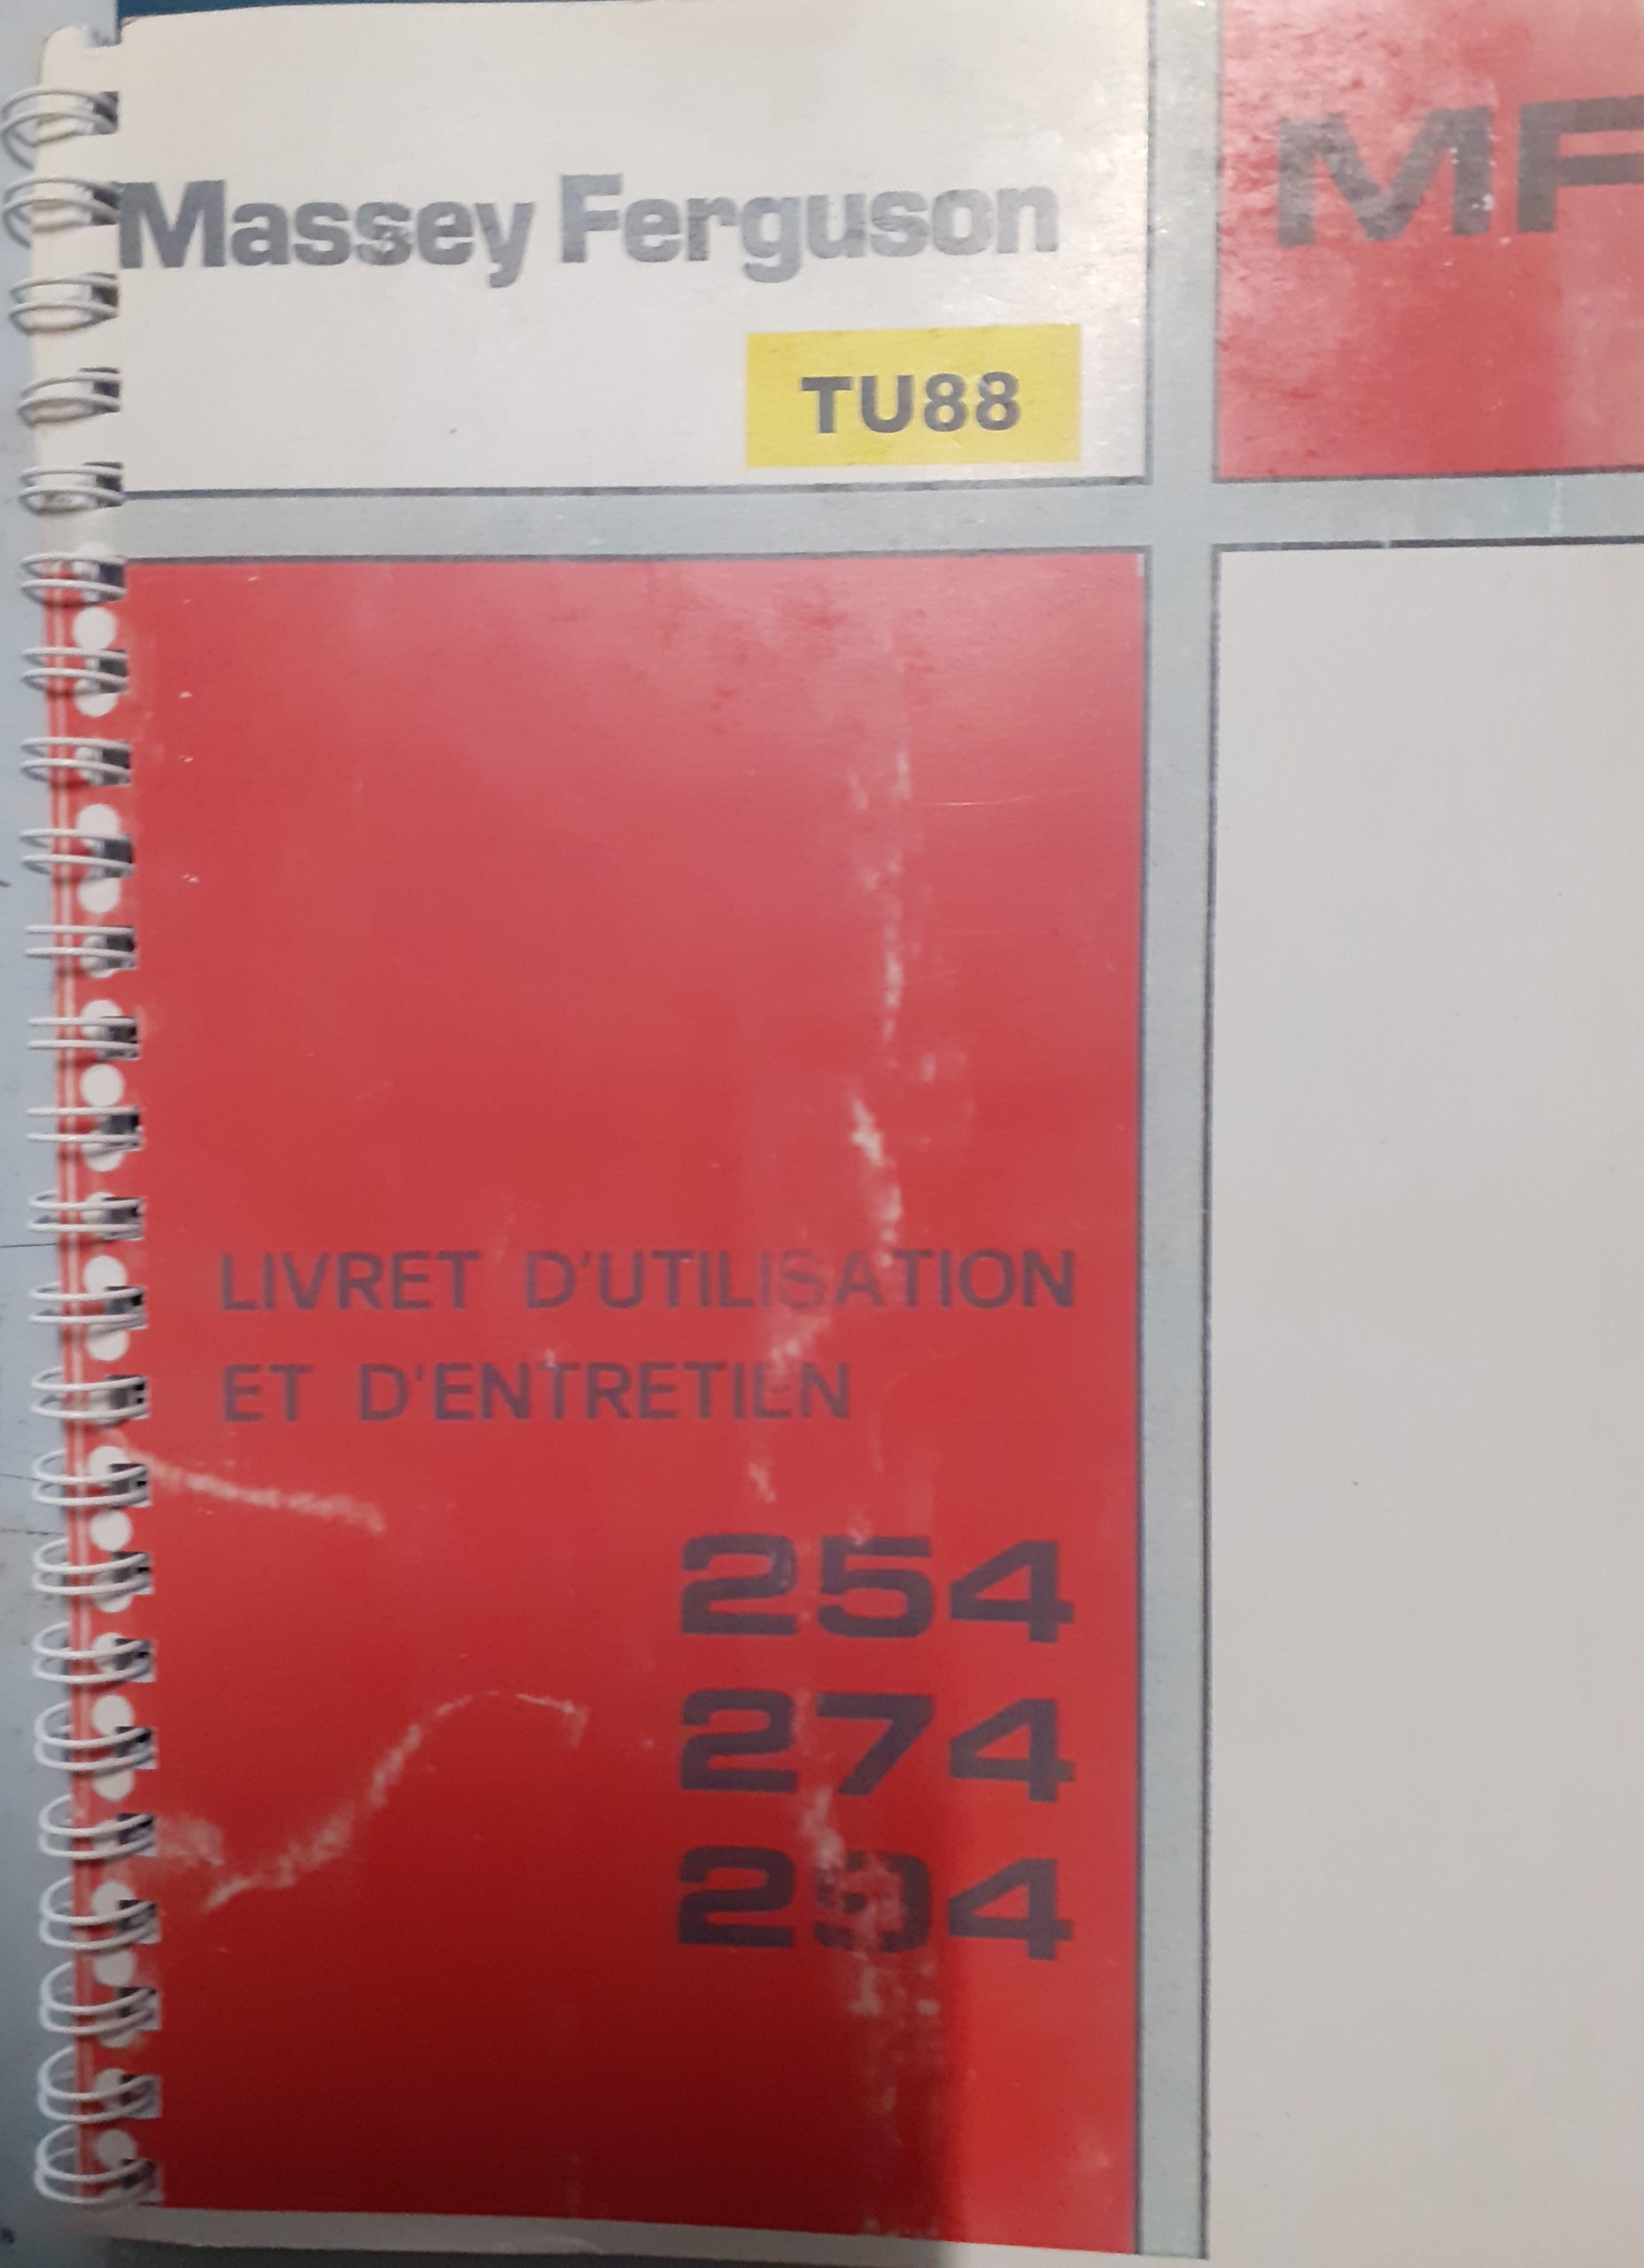 Massey Ferguson
MF
TU88
LIVRET D'UTILISATION
ET D'ENTRETIEN
254
274
294